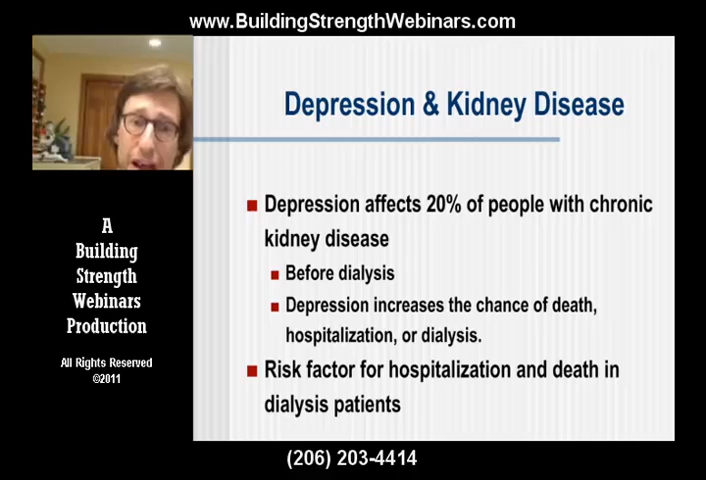 www.BuildingStrengthWebinars.com
Depression & Kidney Disease
Depression affects 20% of people with chronic
kidney disease
Before dialysis
Depression increases the chance of death,
hospitalization, or dialysis.
Risk factor for hospitalization and death in
dialysis patients
A
Building
Strength
Webinars
Production
All Rights Reserved
©2011
(206) 203-4414